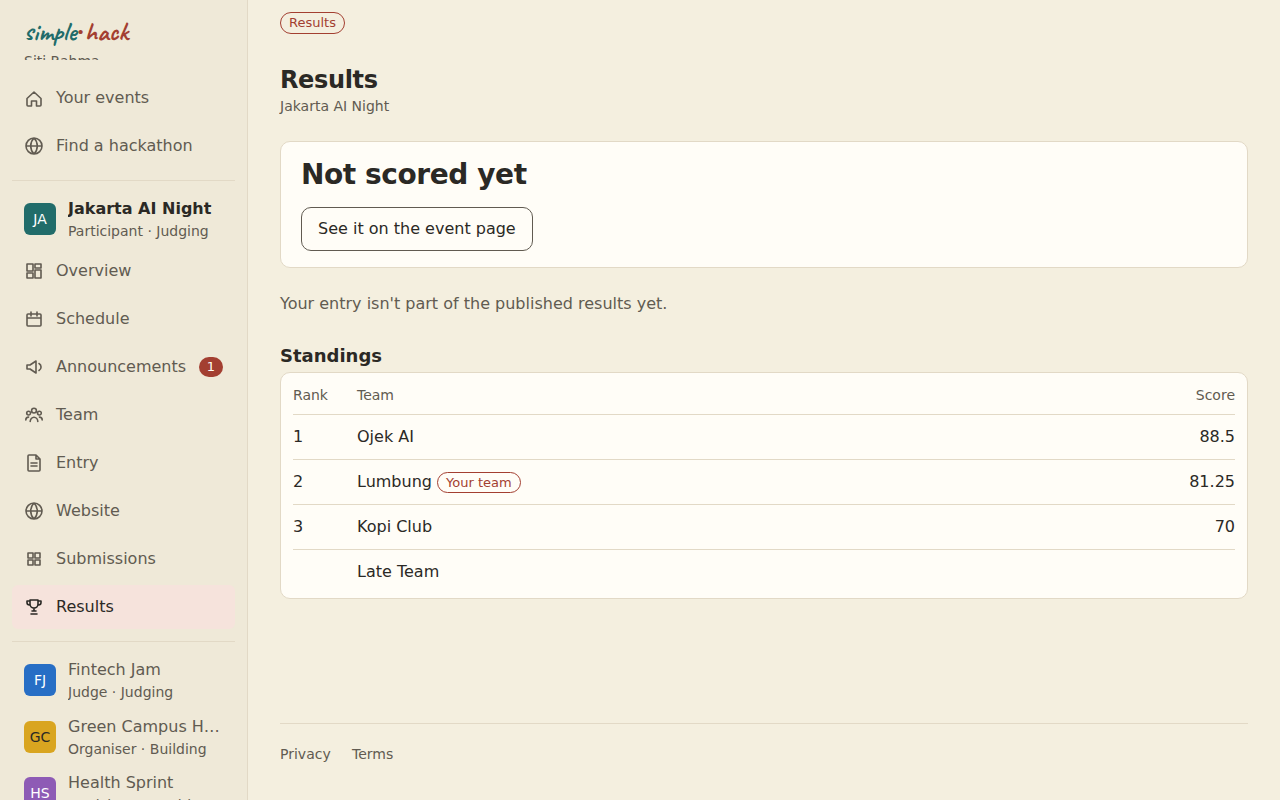 simple·hack
Siti Rahma
Your events
Find a hackathon
JA
Jakarta AI Night
Participant · Judging
Overview
Schedule
Announcements 1
Team
Entry
Website
Submissions
Results
FJ
Fintech Jam
Judge · Judging
GC
Green Campus H…
Organiser · Building
HS
Health Sprint
Results
Results
Jakarta AI Night
Not scored yet
See it on the event page
Your entry isn't part of the published results yet.
Standings
Rank Team Score
1 Ojek AI 88.5
2 Lumbung Your team 81.25
3 Kopi Club 70
Late Team
Privacy Terms